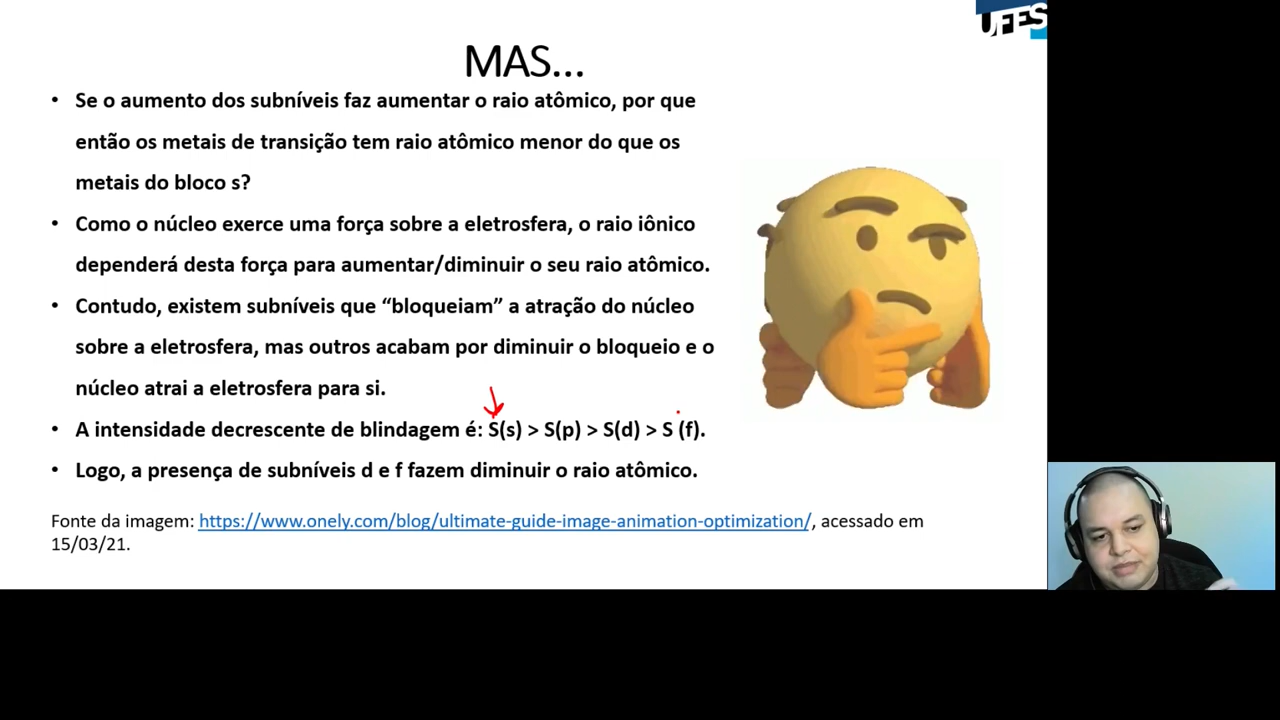 UFES
MAS...
• Se o aumento dos subníveis faz aumentar o raio atômico, por que
então os metais de transição tem raio atômico menor do que os
metais do bloco s?
• Como o núcleo exerce uma força sobre a eletrosfera, o raio iônico
dependerá desta força para aumentar/diminuir o seu raio atômico.
• Contudo, existem subníveis que “bloqueiam” a atração do núcleo
sobre a eletrosfera, mas outros acabam por diminuir o bloqueio e o
núcleo atrai a eletrosfera para si.
• A intensidade decrescente de blindagem é: S(s) > S(p) > S(d) > S (f).
• Logo, a presença de subníveis d e f fazem diminuir o raio atômico.
Fonte da imagem: https://www.onely.com/blog/ultimate-guide-image-animation-optimization/, acessado em
15/03/21.